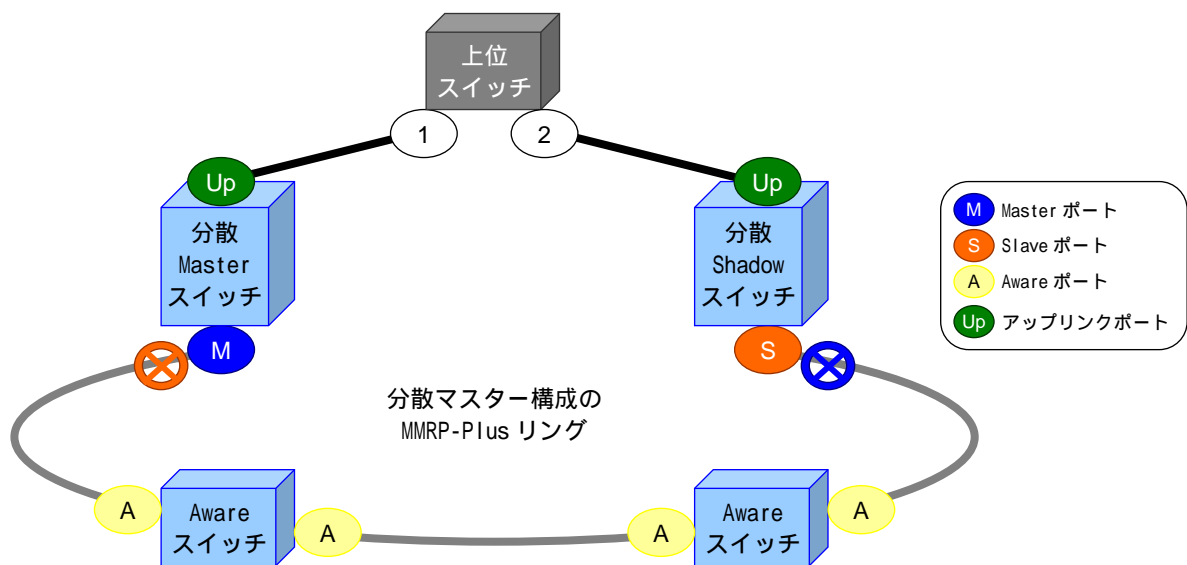 上位
スイッチ
1
2
Up
Up
分散
Master
スイッチ
分散
Shadow
スイッチ
M Master ポート
S Slave ポート
A Aware ポート
Up アップリンクポート
M
S
分散マスター構成の
MMRP-Plus リング
A
Aware
スイッチ
A
A
Aware
スイッチ
A